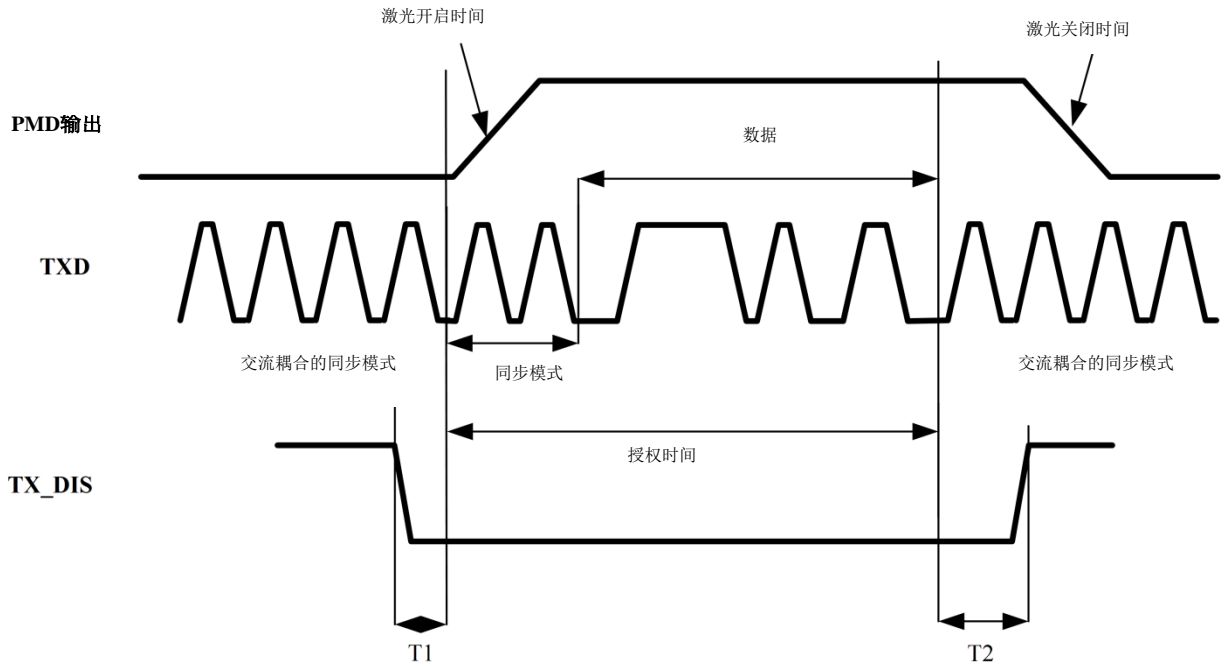 激光开启时间
激光关闭时间
PMD输出
数据
TXD
交流耦合的同步模式
同步模式
交流耦合的同步模式
授权时间
TX_DIS
T1
T2